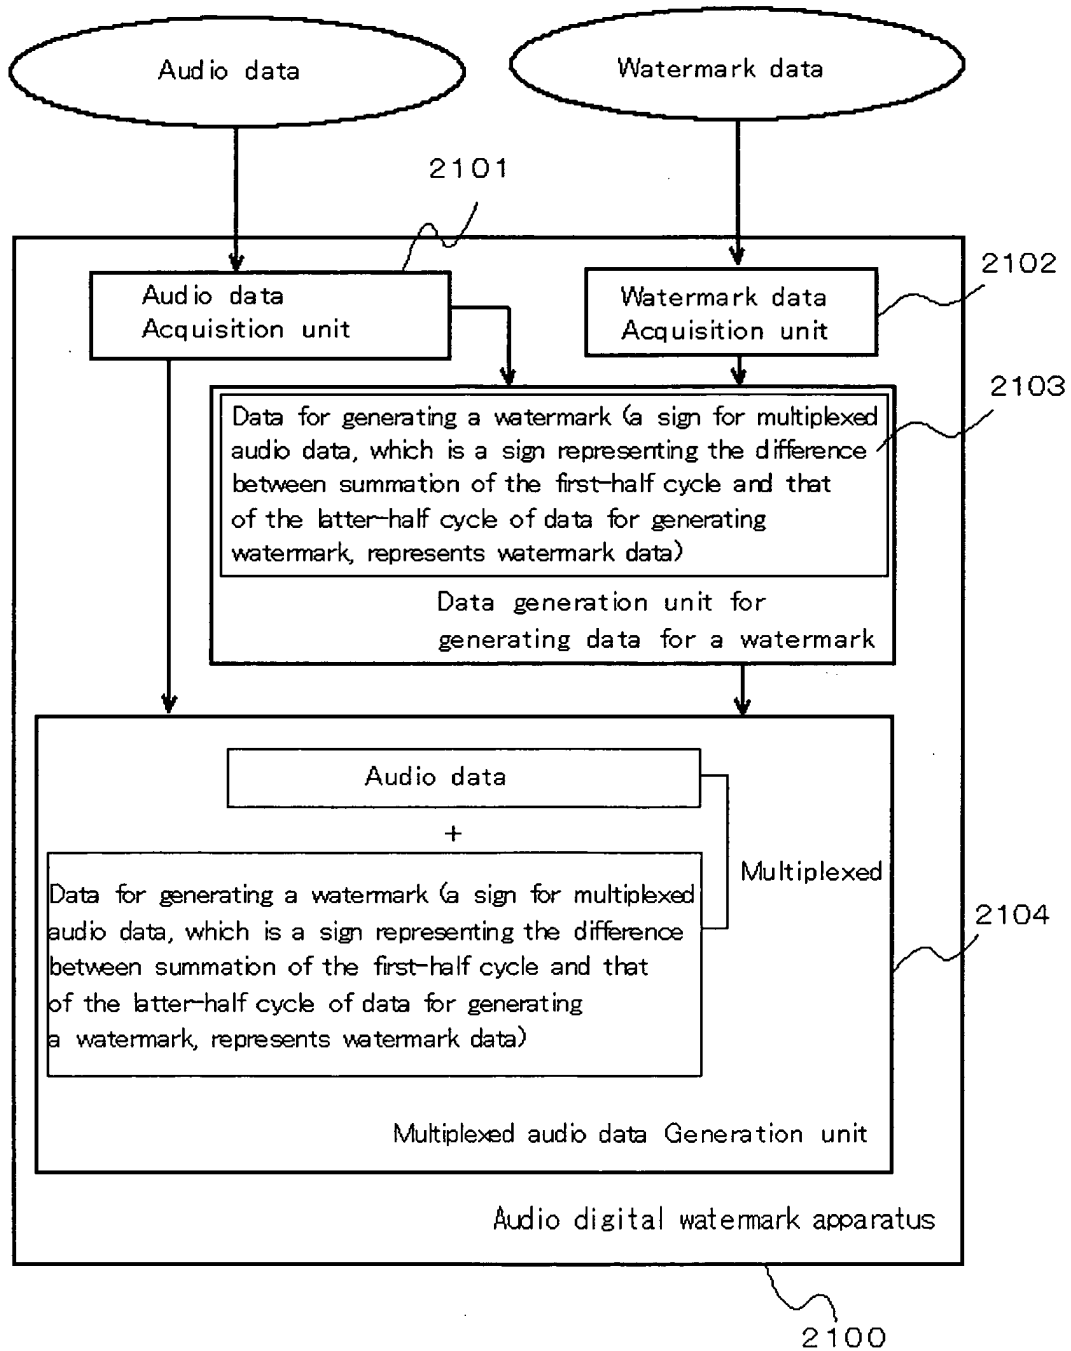 Audio data
Watermark data
2101
2102
Audio data
Acquisition unit
Watermark data
Acquisition unit
2103
Data for generating a watermark (a sign for multiplexed
audio data, which is a sign representing the difference
between summation of the first-half cycle and that
of the latter-half cycle of data for generating
watermark, represents watermark data)
Data generation unit for
generating data for a watermark
Audio data
+
Multiplexed
Data for generating a watermark (a sign for multiplexed
audio data, which is a sign representing the difference
between summation of the first-half cycle and that
of the latter-half cycle of data for generating
a watermark, represents watermark data)
2104
Multiplexed audio data Generation unit
Audio digital watermark apparatus
2100